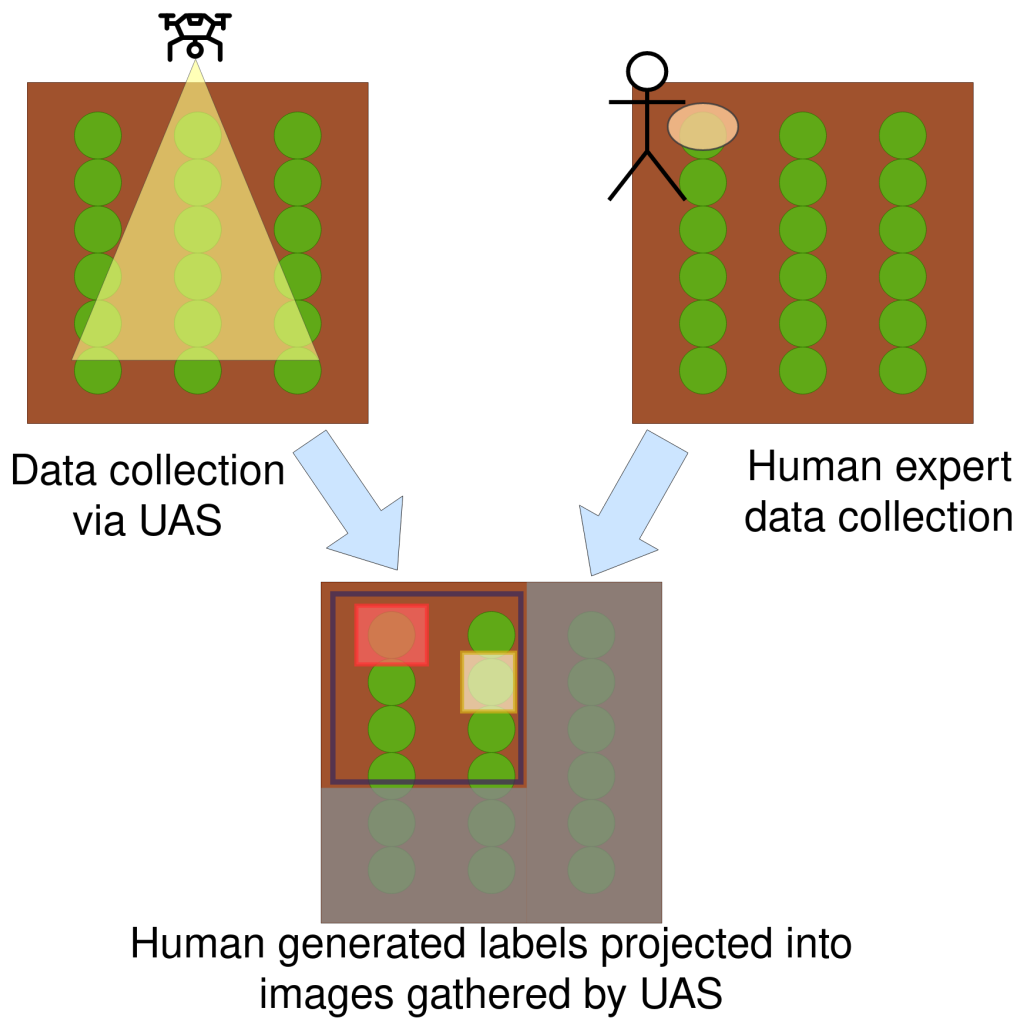 Data collection
via UAS
Human expert
data collection
Human generated labels projected into
images gathered by UAS